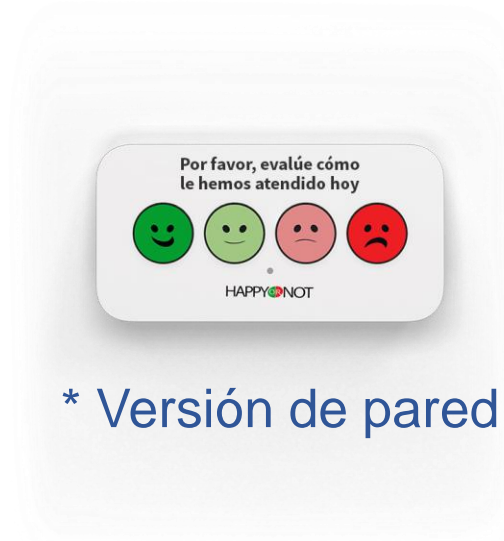 Por favor, evalúe cómo
le hemos atendido hoy
HAPPYORNOT
* Versión de pared